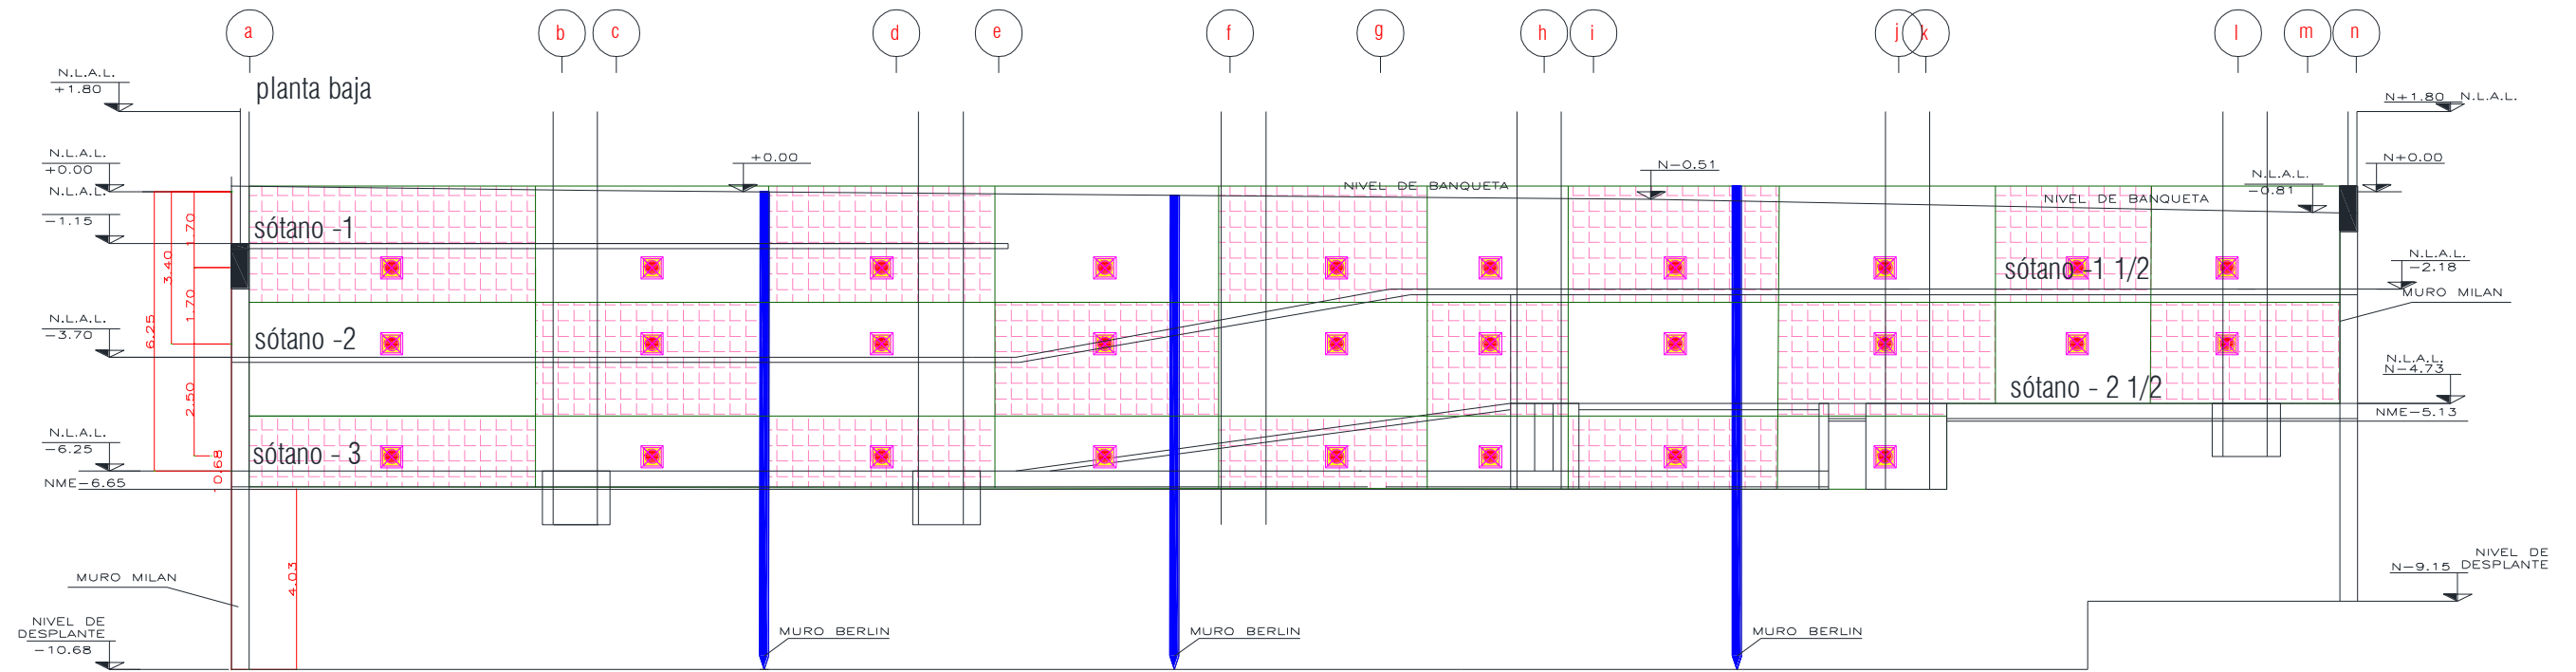 a
b
c
d
e
f
g
h
i
j
k
l
m
n
N.L.A.L.
+1.80
planta baja
N+1.80 N.L.A.L.
N.L.A.L.
+0.00
+0.00
N-0.51
N+0.00
N.L.A.L.
-0.81
NIVEL DE BANQUETA
NIVEL DE BANQUETA
N.L.A.L.
-1.15
sótano -1
1.70
3.40
sótano -1 1/2
N.L.A.L.
-2.18
MURO MILAN
1.70
6.25
N.L.A.L.
-3.70
sótano -2
2.50
sótano - 2 1/2
N.L.A.L.
N-4.73
NME-5.13
N.L.A.L.
-6.25
sótano - 3
10.68
NME-6.65
4.03
MURO MILAN
NIVEL DE
DESPLANTE
N-9.15
NIVEL DE
DESPLANTE
-10.68
MURO BERLIN
MURO BERLIN
MURO BERLIN